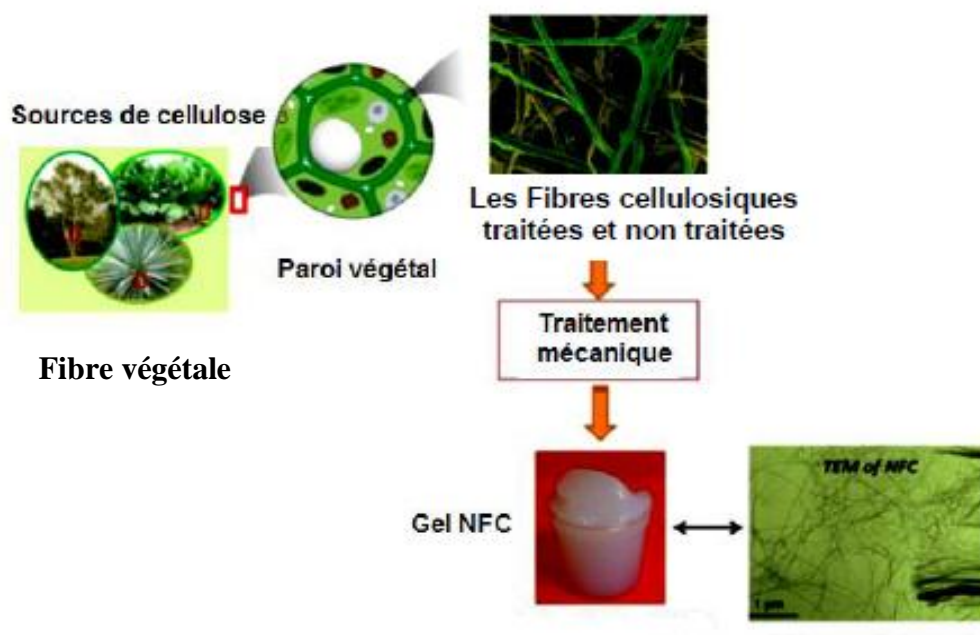 Sources de cellulose
Les Fibres cellulosiques
traitées et non traitées
Paroi végétal
Traitement
mécanique
Fibre végétale
TEM of NFC
Gel NFC
1 µm